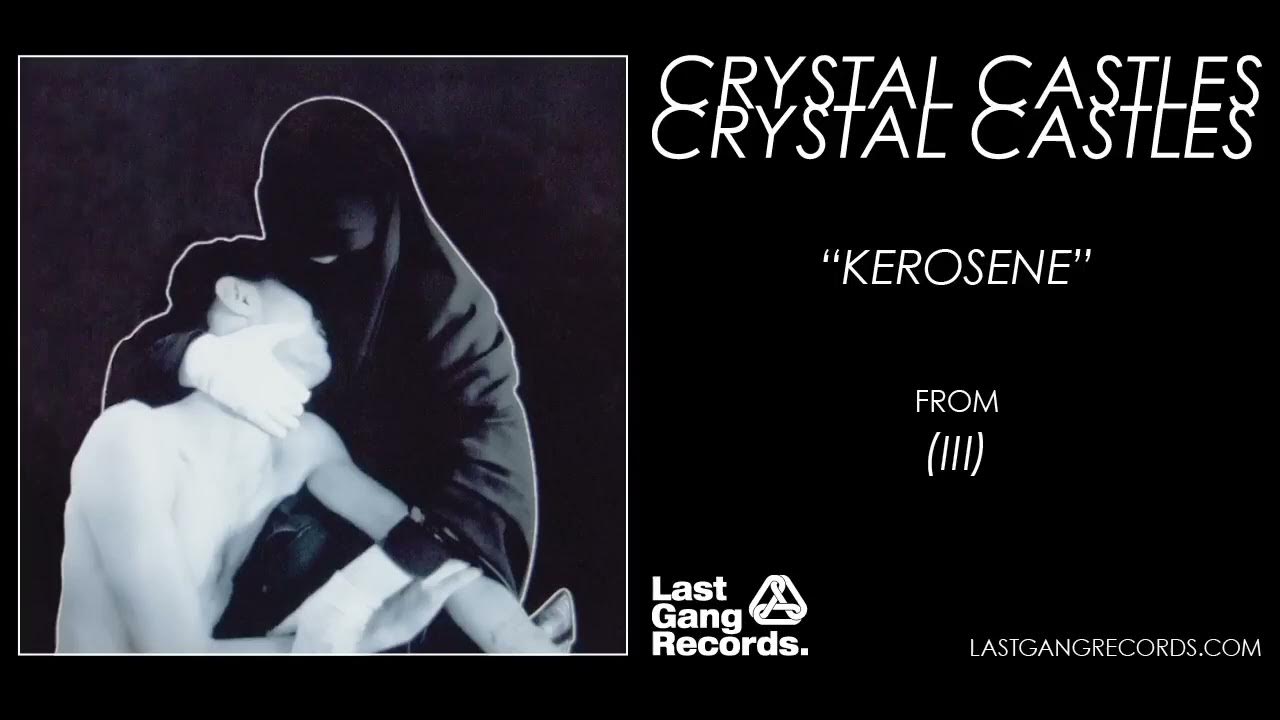 CRYSTAL CASTLES
CRYSTAL CASTLES
“KEROSENE”
FROM
(III)
Last
Gang
Records.
LASTGANGRECORDS.COM